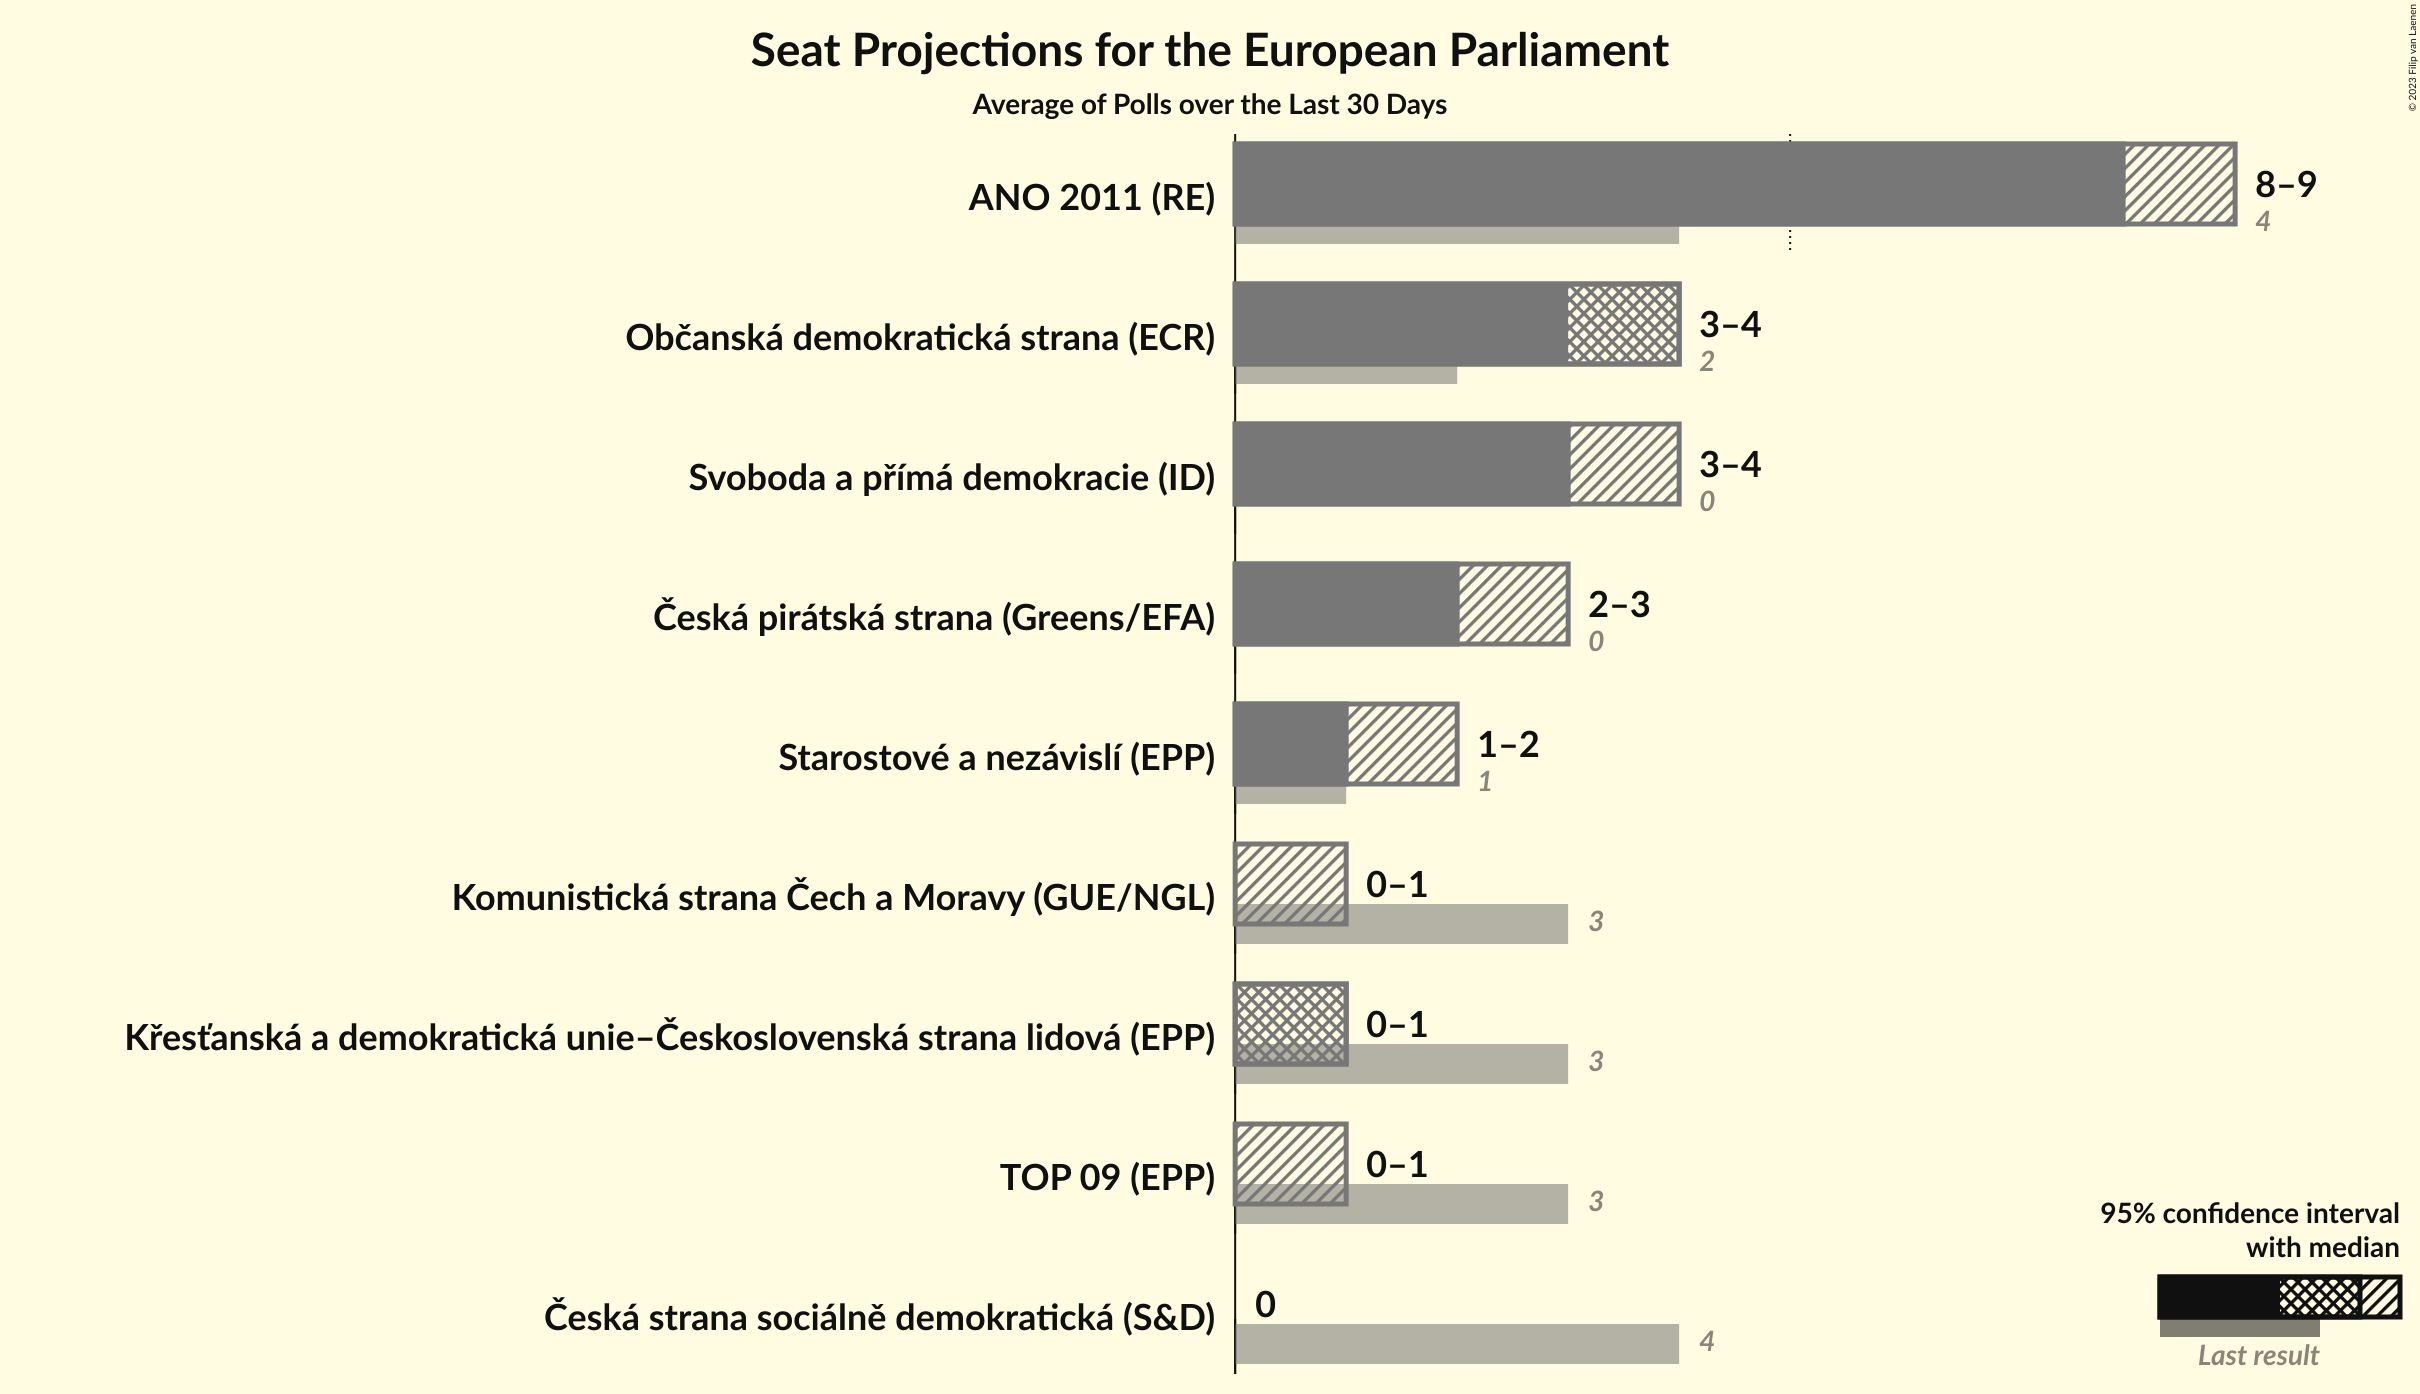 Seat Projections for the European Parliament
Average of Polls over the Last 30 Days
© 2023 Filip van Laenen
ANO 2011 (RE)
8–9
4
Občanská demokratická strana (ECR)
3–4
2
Svoboda a přímá demokracie (ID)
3–4
0
Česká pirátská strana (Greens/EFA)
2–3
0
Starostové a nezávislí (EPP)
1–2
1
Komunistická strana Čech a Moravy (GUE/NGL)
0–1
3
Křesťanská a demokratická unie–Československá strana lidová (EPP)
0–1
3
TOP 09 (EPP)
0–1
3
Česká strana sociálně demokratická (S&D)
0
4
95% confidence interval
with median
Last result